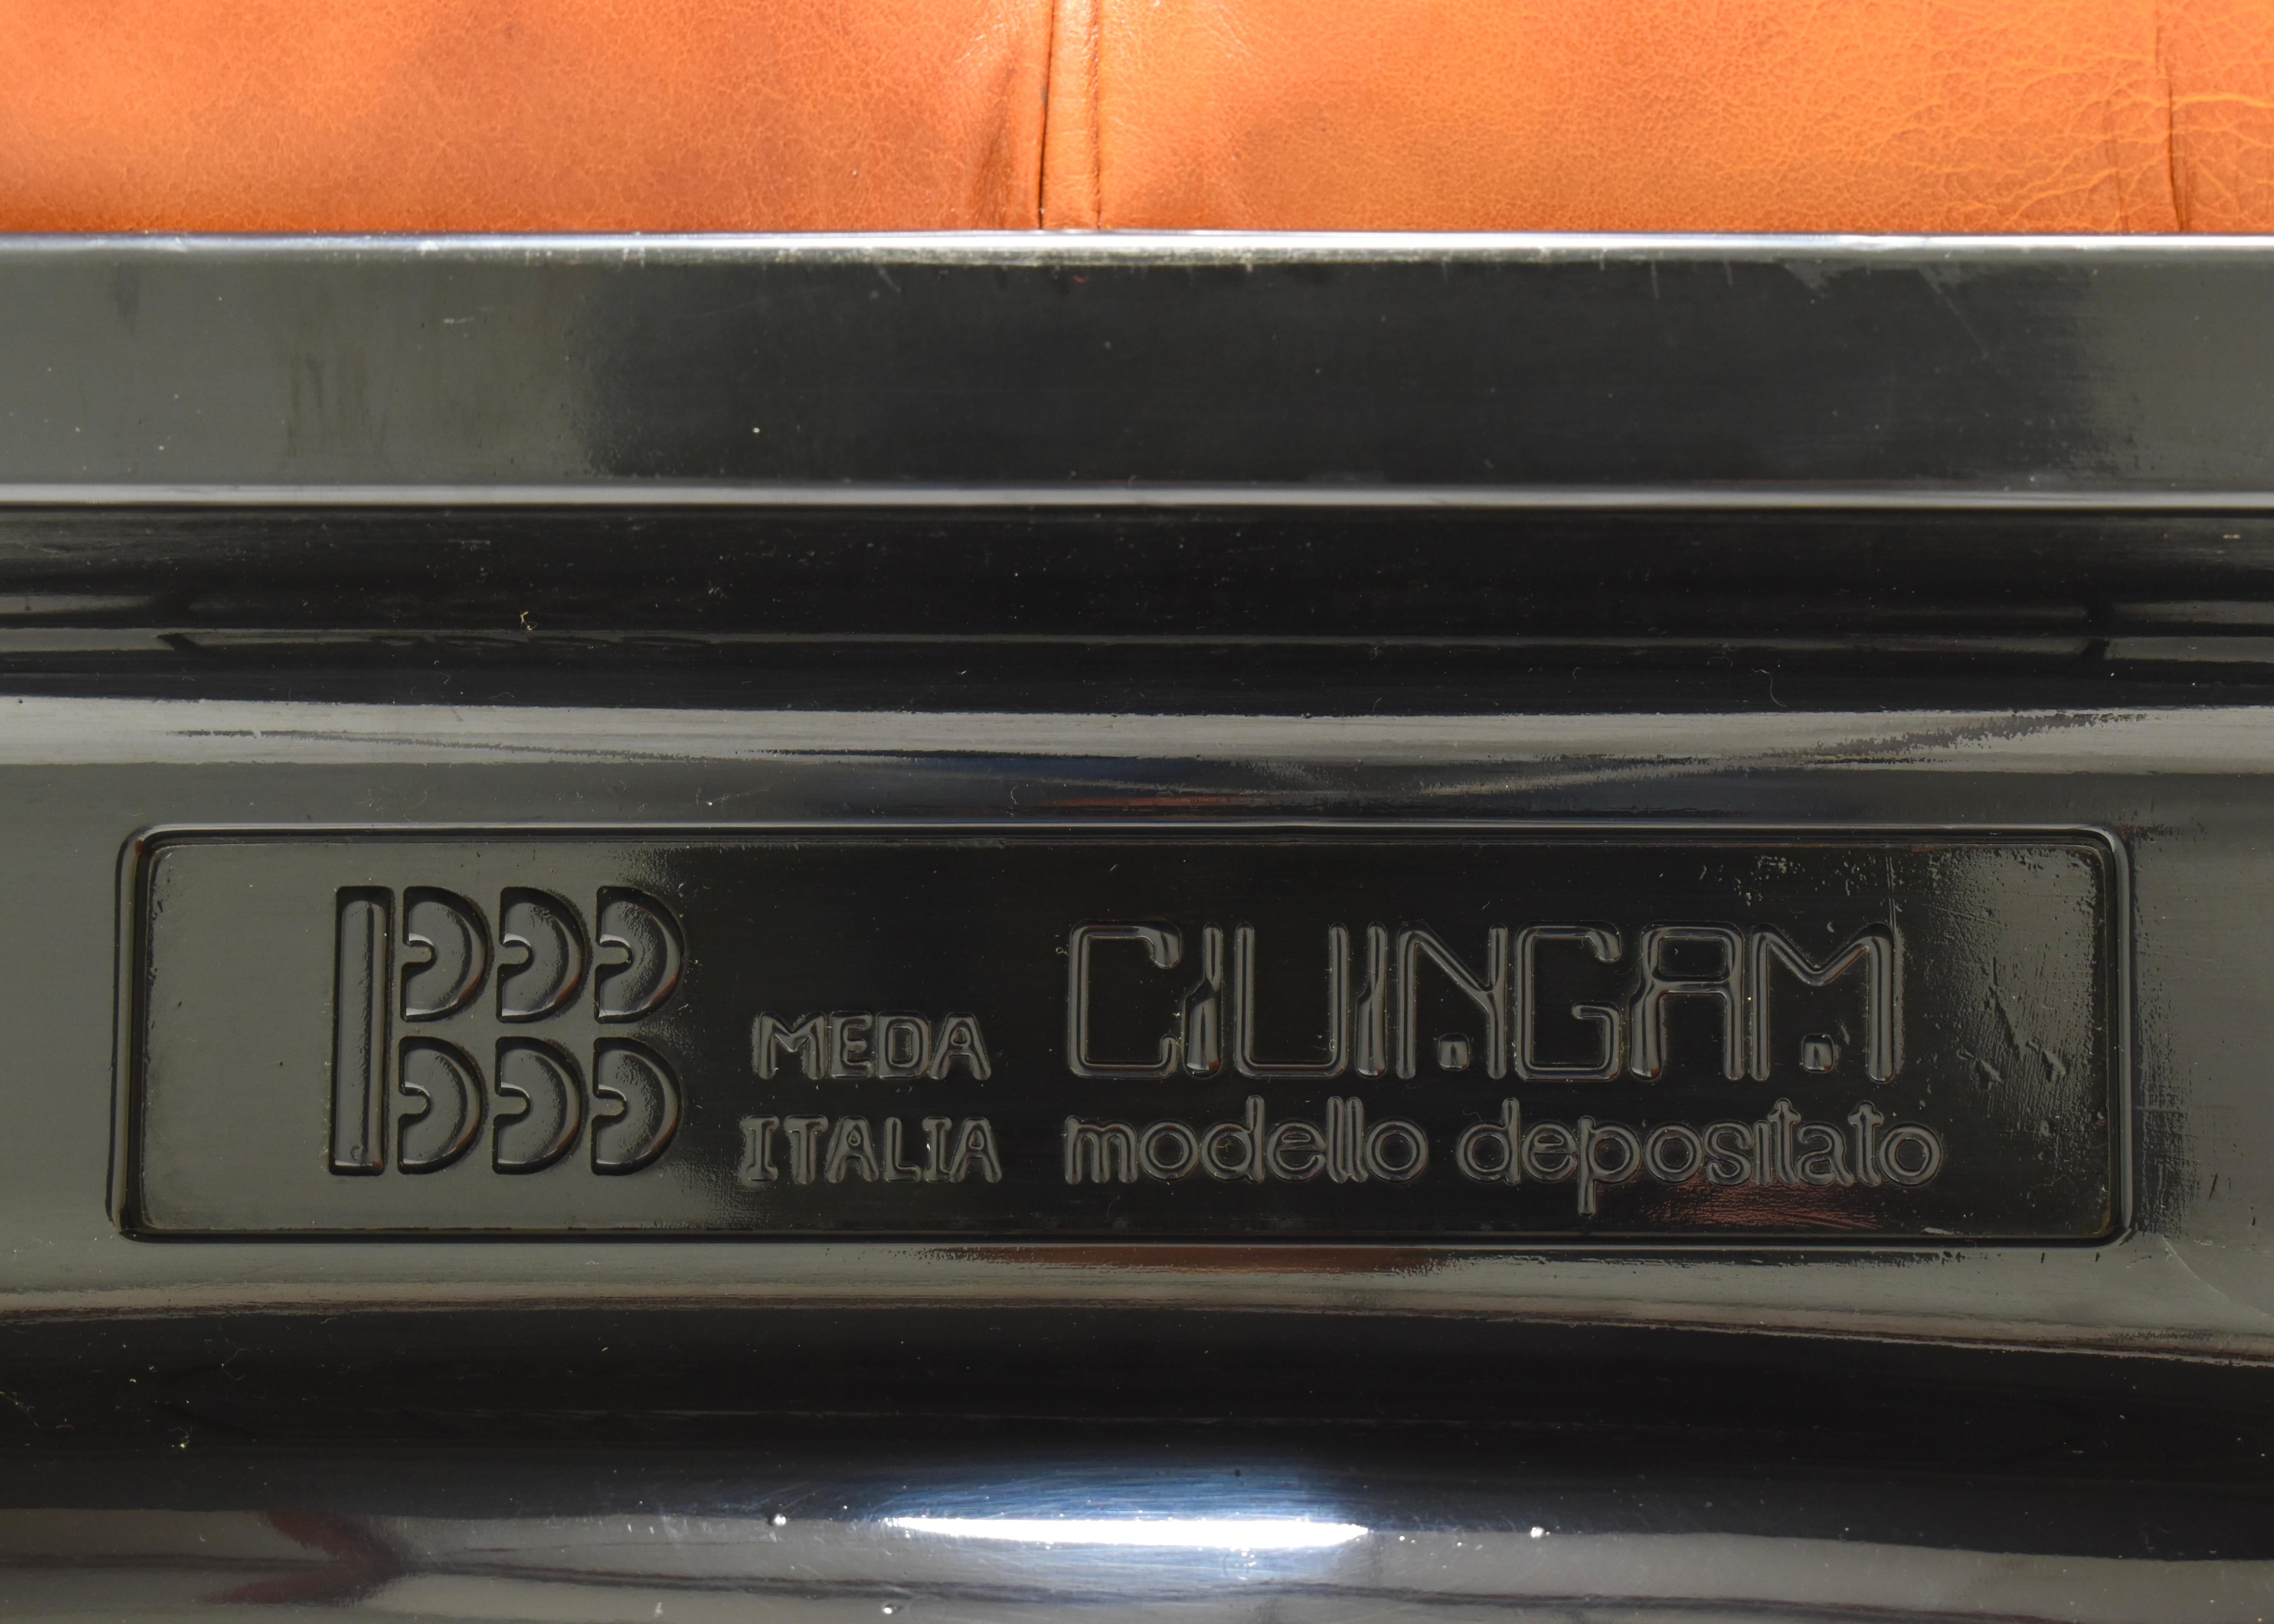 MEDA
ITALIA
CIUINGAM
modello depositato